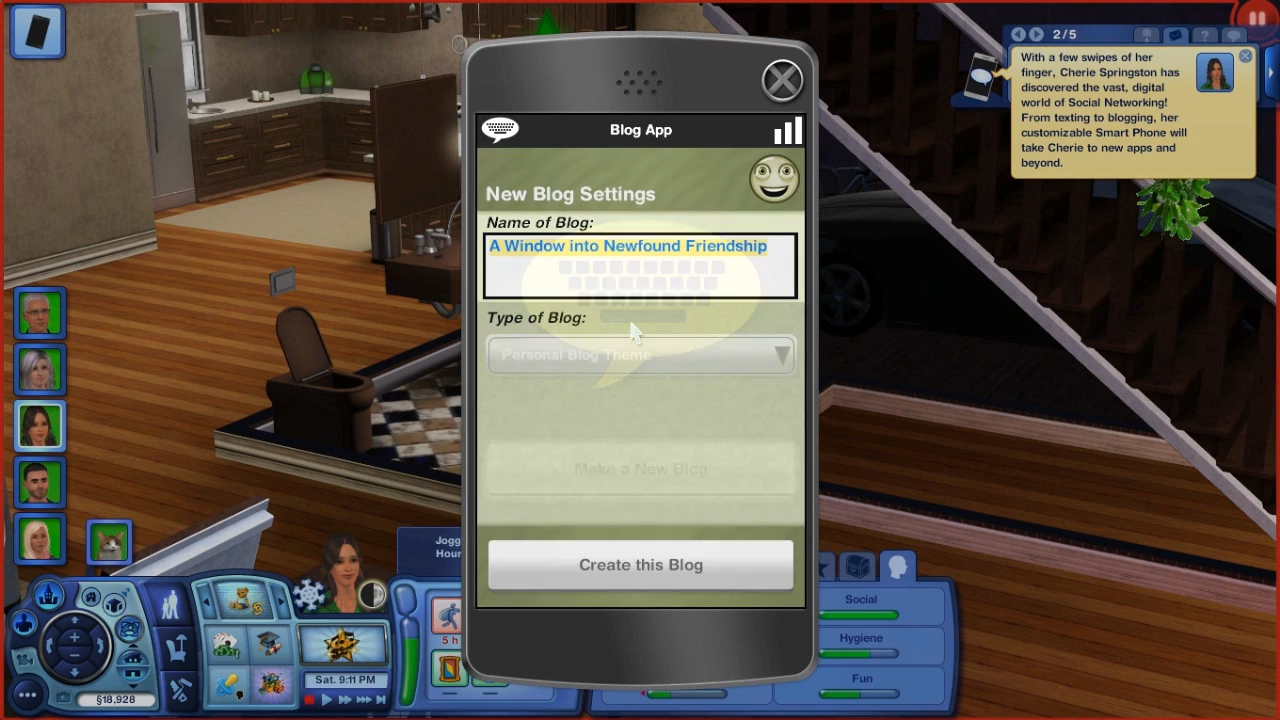 2/5
With a few swipes of her
finger, Cherie Springston has
discovered the vast, digital
world of Social Networking!
From texting to blogging, her
customizable Smart Phone will
take Cherie to new apps and
beyond.
Blog App
New Blog Settings
Name of Blog:
A Window into Newfound Friendship
Type of Blog:
Personal Blog Theme
Make a New Blog
Create this Blog
Jogg
Hour
5 h
Social
Hygiene
Fun
Sat. 9:11 PM
§18,928